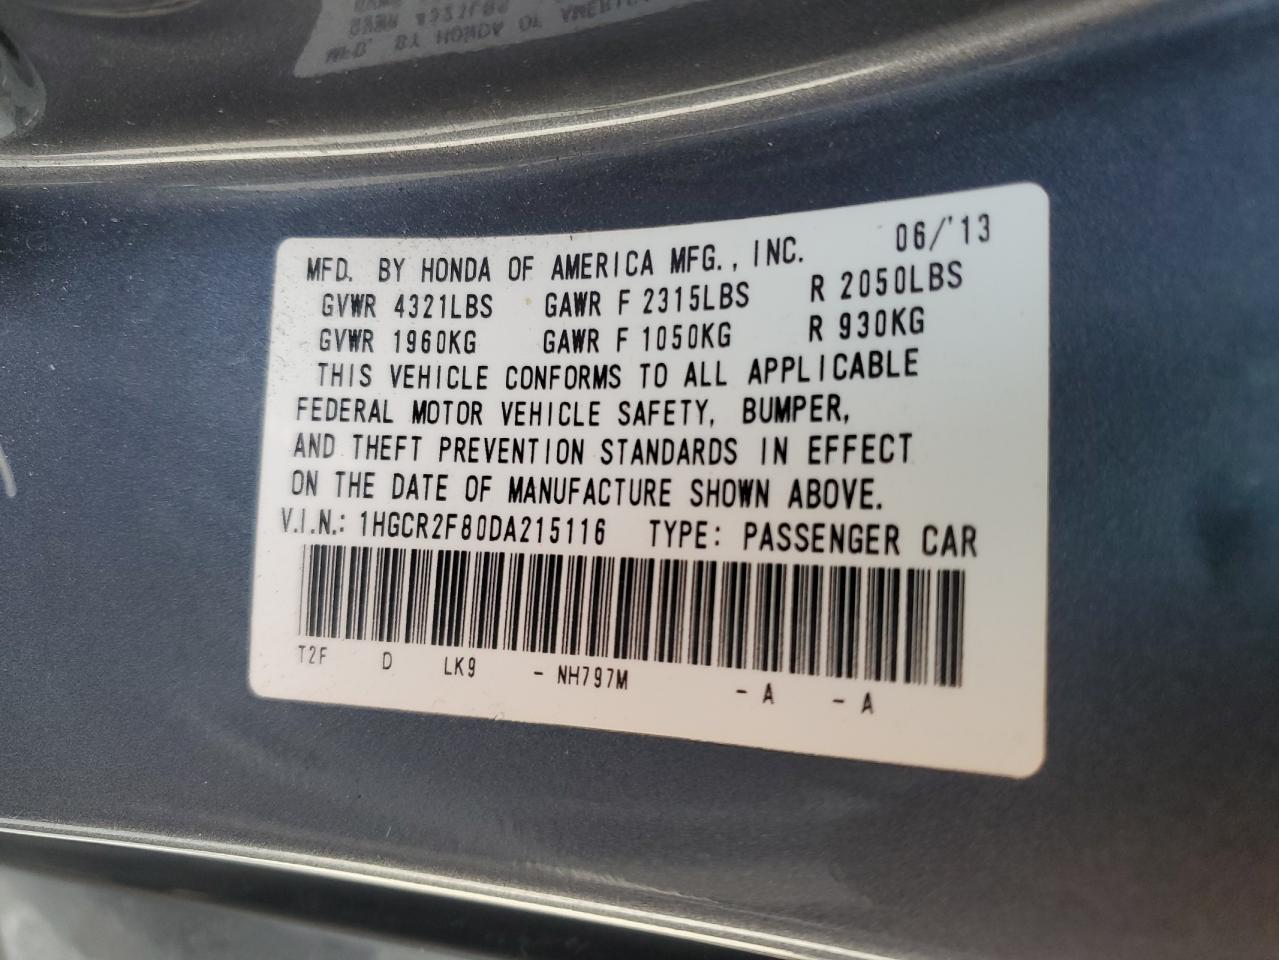 MFD. BY HONDA OF AMERICA MFG., INC. 06/'13
GVWR 4321LBS GAWR F 2315LBS R 2050LBS
GVWR 1960KG GAWR F 1050KG R 930KG
THIS VEHICLE CONFORMS TO ALL APPLICABLE
FEDERAL MOTOR VEHICLE SAFETY, BUMPER,
AND THEFT PREVENTION STANDARDS IN EFFECT
ON THE DATE OF MANUFACTURE SHOWN ABOVE.
V.I.N.: 1HGCR2F80DA215116 TYPE: PASSENGER CAR
T2F D LK9 - NH797M - A - A